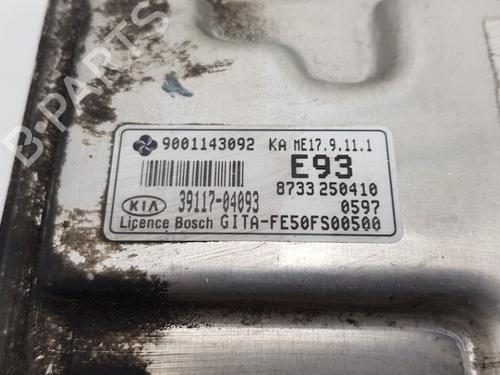 B-PARTS
9001143092 KA ME17.9.11.1
E93
8733 250410
KIA 39117-04093 0597
Licence Bosch GITA-FE50FS00500